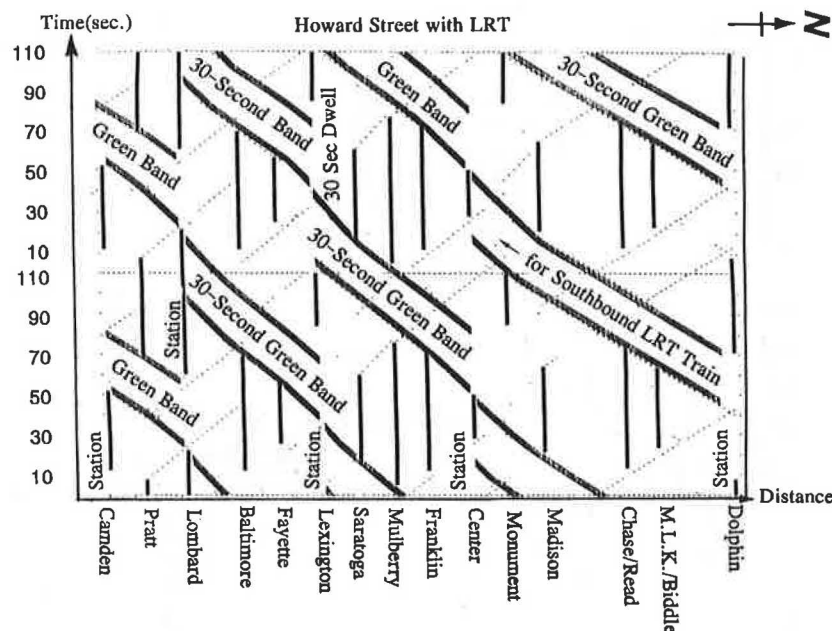 Time(sec.)
Howard Street with LRT
N
110
90
70
50
30
10
110
90
70
50
30
10
Green Band
30-Second Band
30 Sec Dwell
Green Band
30-Second Green Band
Green Band
Station
30-Second Green Band
30-Second Green Band
for Southbound LRT Train
Station
Station
Station
Station
Distance
Camden
Pratt
Lombard
Baltimore
Fayette
Lexington
Saratoga
Mulberry
Franklin
Center
Monument
Madison
Chase/Read
M.L.K./Biddle
Dolphin